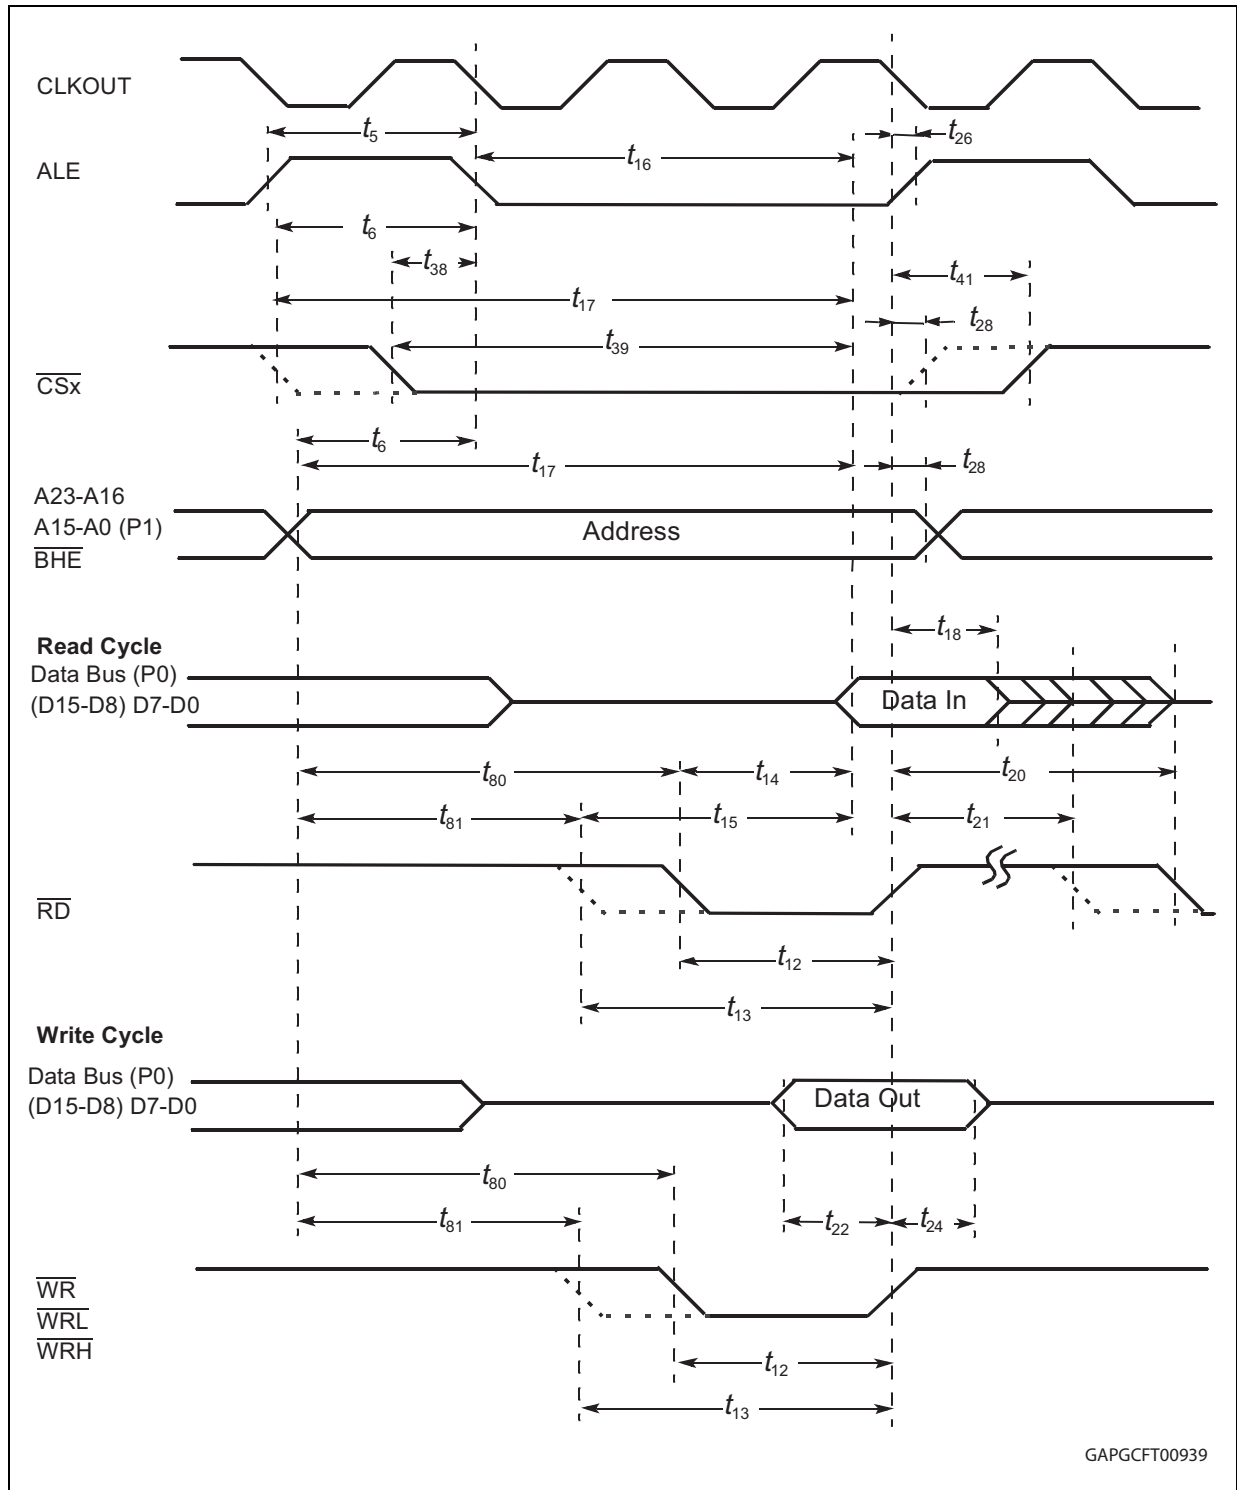 CLKOUT
t5
t26
t16
ALE
t6
t38
t41
t17
t28
t39
CSx
t6
t17
t28
A23-A16
A15-A0 (P1)
Address
BHE
t18
Read Cycle
Data Bus (P0)
(D15-D8) D7-D0
Data In
t80
t14
t20
t81
t15
t21
RD
t12
t13
Write Cycle
Data Bus (P0)
(D15-D8) D7-D0
Data Out
t80
t81
t22
t24
WR
WRL
WRH
t12
t13
GAPGCFT00939